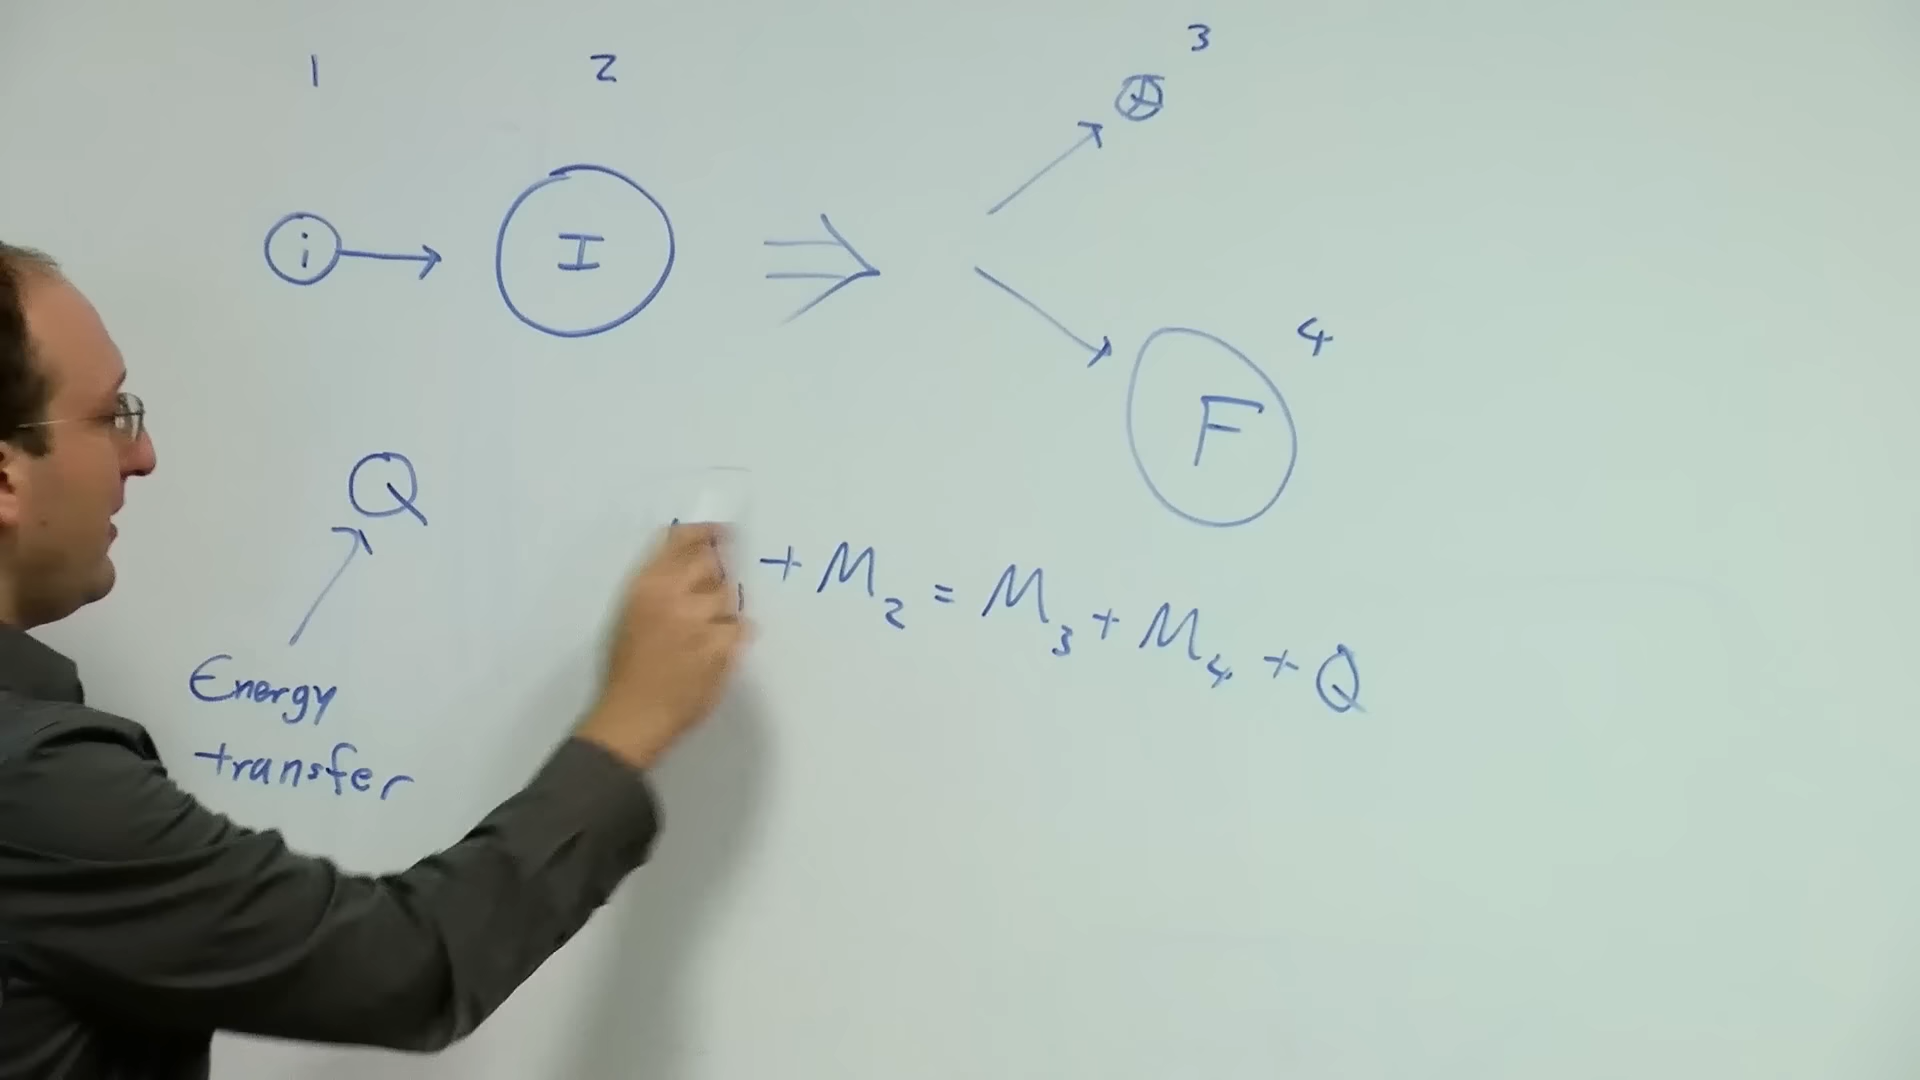 1 2 3
i I
4
F
Q
+ M₂ = M₃ + M₄ + Q
Energy
transfer